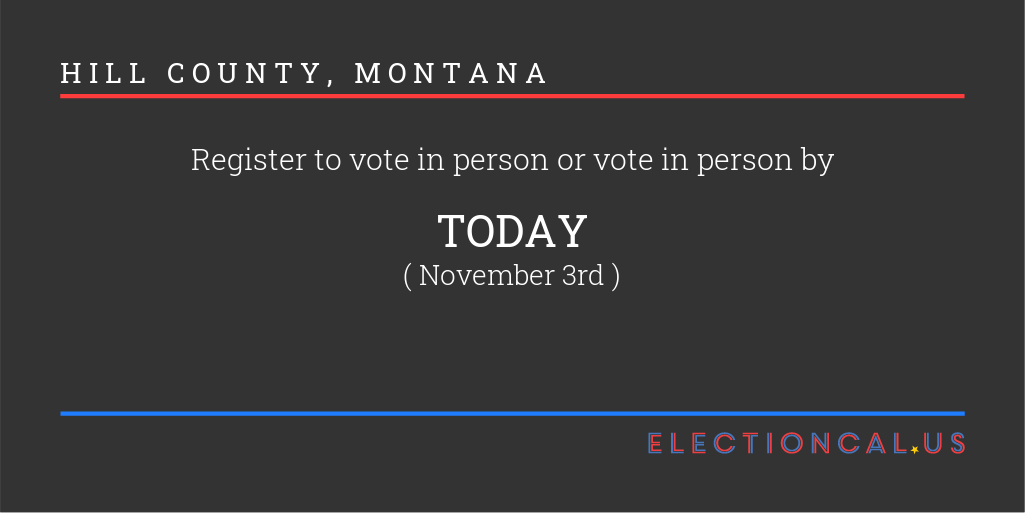 HILL COUNTY, MONTANA
Register to vote in person or vote in person by
TODAY
( November 3rd )
ELECTIONCAL.US